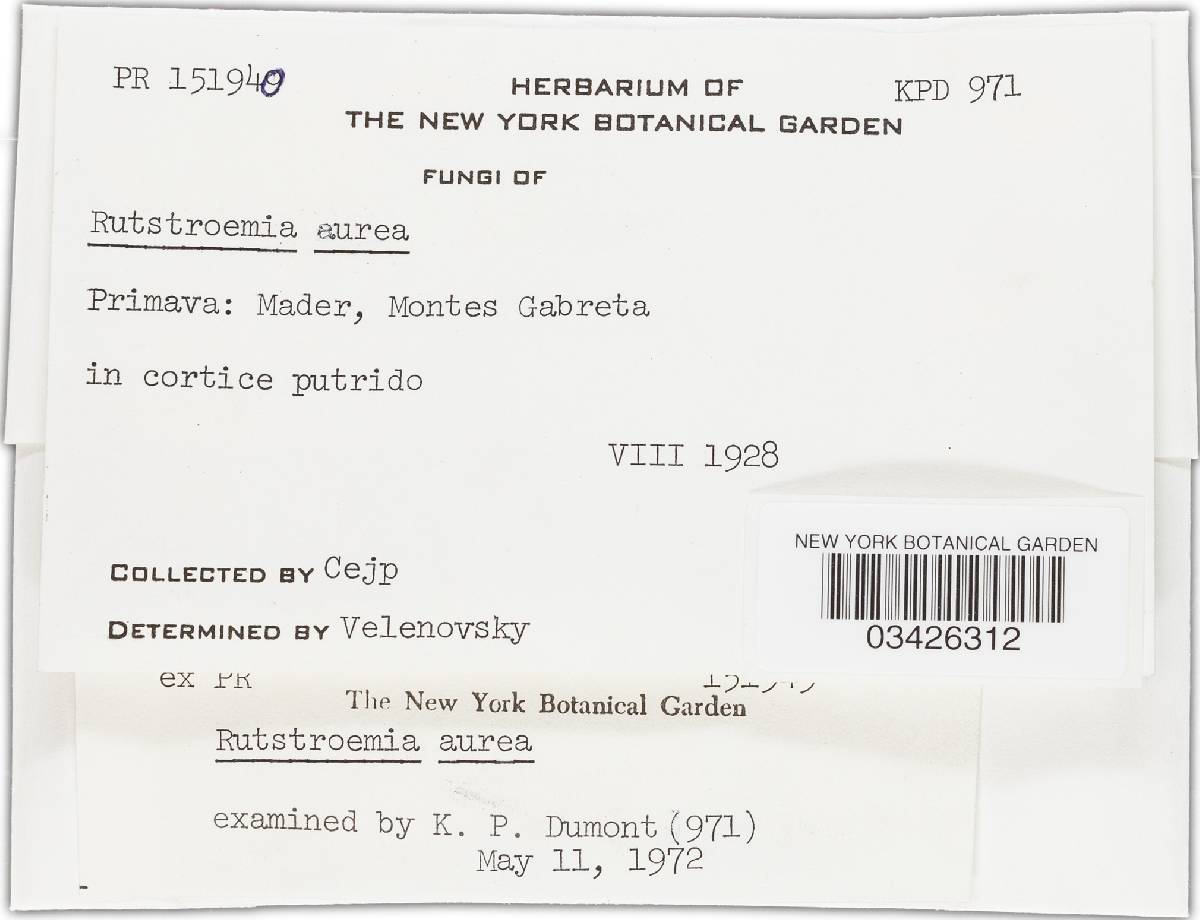 PR 151940
HERBARIUM OF
KPD 971
THE NEW YORK BOTANICAL GARDEN
FUNGI OF
Rutstroemia aurea
Primava: Mader, Montes Gabreta
in cortice putrido
VIII 1928
NEW YORK BOTANICAL GARDEN
03426312
COLLECTED BY Cejp
DETERMINED BY Velenovsky
ex PR
The New York Botanical Garden
Rutstroemia aurea
examined by K. P. Dumont (971)
May 11, 1972